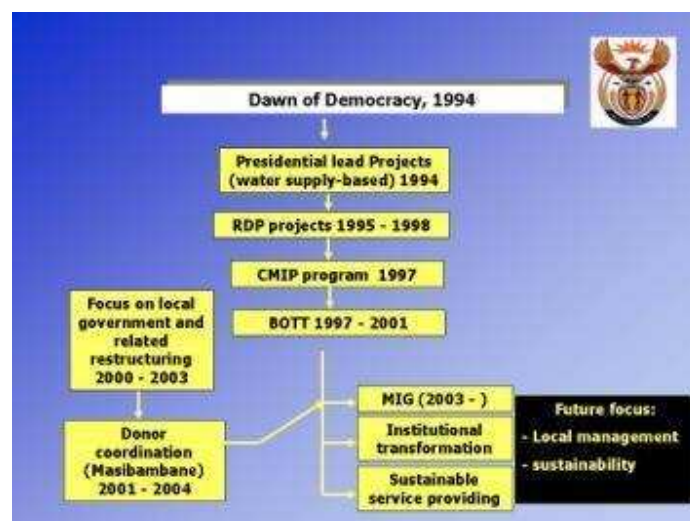 Dawn of Democracy, 1994
Presidential lead Projects
(water supply-based) 1994
RDP projects 1995 - 1998
CMIP program 1997
BOTT 1997 - 2001
Focus on local
government and
related
restructuring
2000 - 2003
Donor
coordination
(Masibambane)
2001 - 2004
MIG (2003 - )
Institutional
transformation
Sustainable
service providing
Future focus:
- Local management
- sustainability